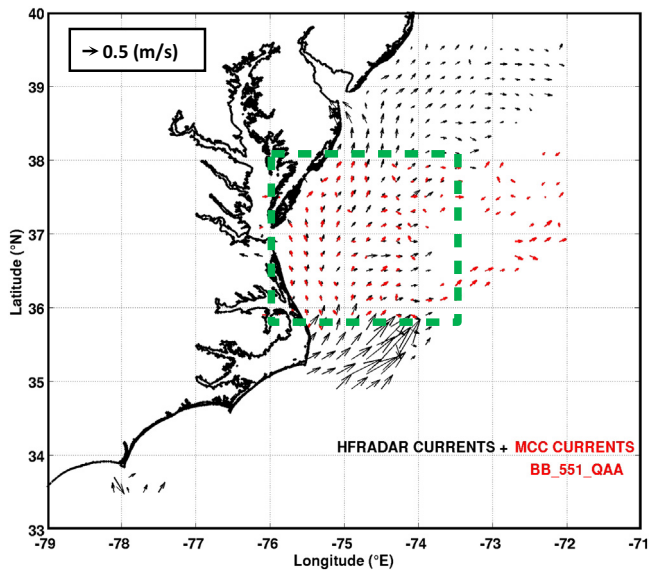 40
39
38
37
36
35
34
33
Latitude (°N)
→ 0.5 (m/s)
HFRADAR CURRENTS + MCC CURRENTS
BB_551_QAA
-79 -78 -77 -76 -75 -74 -73 -72 -71
Longitude (°E)